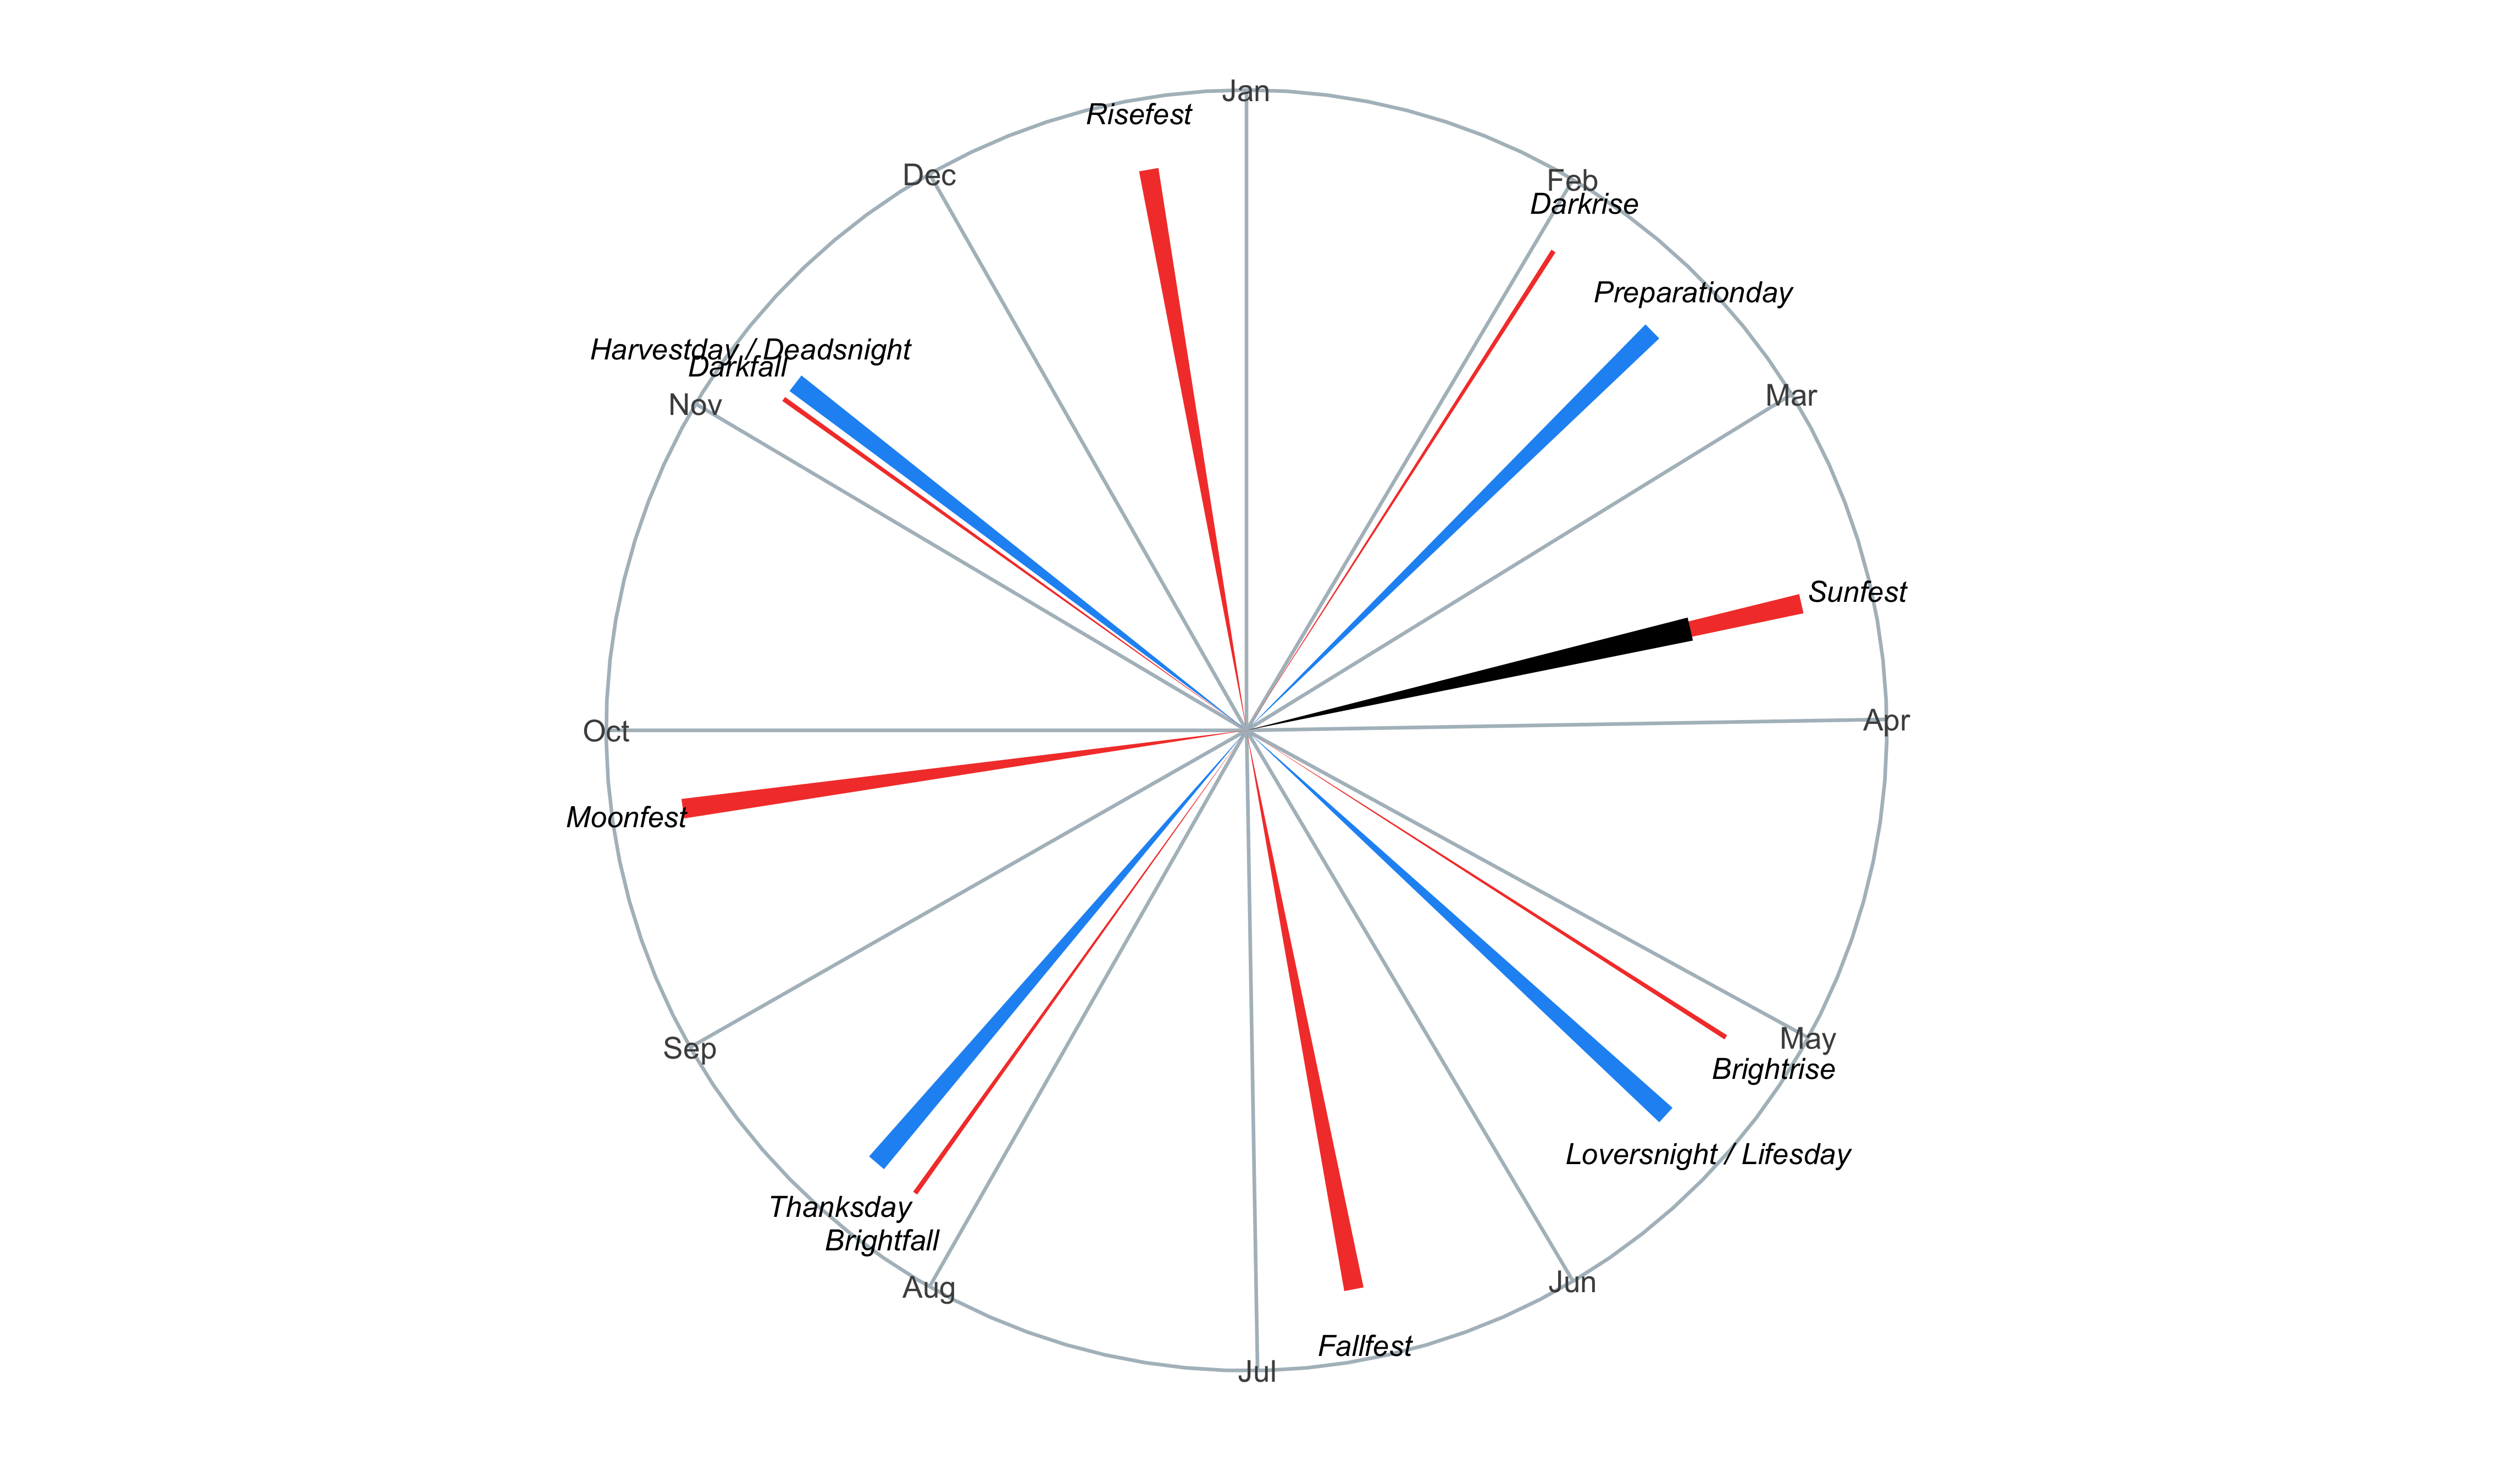 Jan
Risefest
Dec
Feb
Darkrise
Preparationday
Harvestday / Deadsnight
Darkfall
Nov
Mar
Sunfest
Oct
Apr
Moonfest
Sep
May
Brightrise
Loversnight / Lifesday
Thanksday
Brightfall
Aug
Jun
Fallfest
Jul